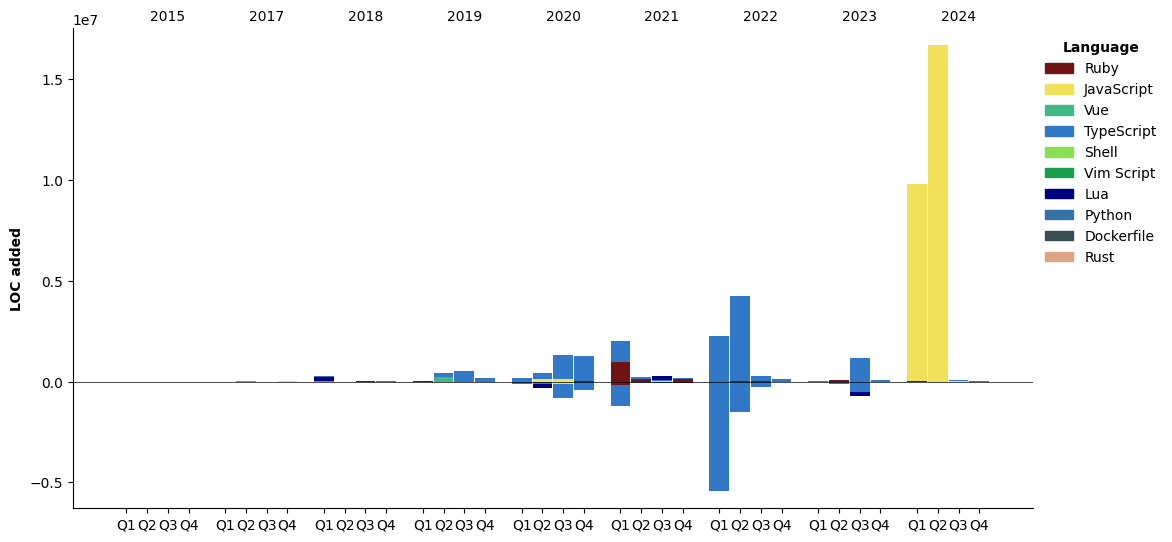 1e7
2015 2017 2018 2019 2020 2021 2022 2023 2024
Language
Ruby
JavaScript
Vue
TypeScript
Shell
Vim Script
Lua
Python
Dockerfile
Rust
LOC added
1.5
1.0
0.5
0.0
−0.5
Q1 Q2 Q3 Q4 Q1 Q2 Q3 Q4 Q1 Q2 Q3 Q4 Q1 Q2 Q3 Q4 Q1 Q2 Q3 Q4 Q1 Q2 Q3 Q4 Q1 Q2 Q3 Q4 Q1 Q2 Q3 Q4 Q1 Q2 Q3 Q4